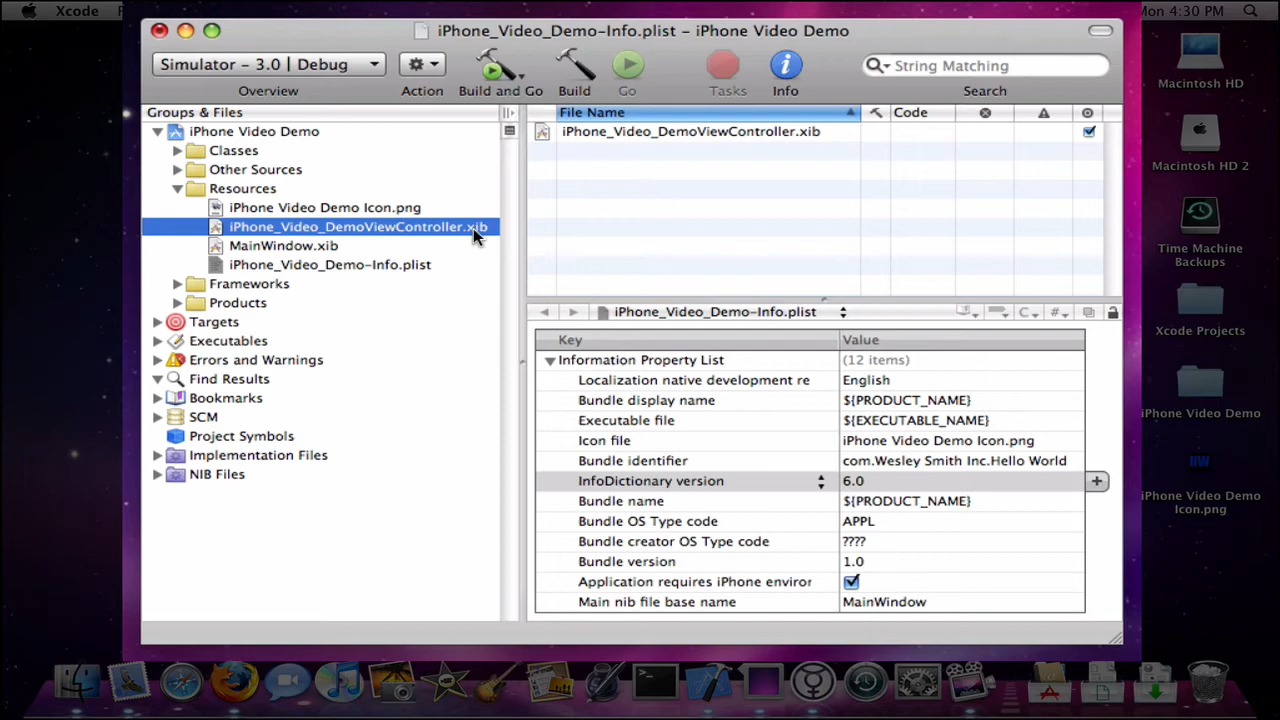 Xcode
Mon 4:30 PM
iPhone_Video_Demo-Info.plist – iPhone Video Demo
Simulator – 3.0 | Debug
String Matching
Overview
Action
Build and Go
Build
Go
Tasks
Info
Search
Groups & Files
iPhone Video Demo
Classes
Other Sources
Resources
iPhone Video Demo Icon.png
iPhone_Video_DemoViewController.xib
MainWindow.xib
iPhone_Video_Demo-Info.plist
Frameworks
Products
Targets
Executables
Errors and Warnings
Find Results
Bookmarks
SCM
Project Symbols
Implementation Files
NIB Files
File Name
Code
iPhone_Video_DemoViewController.xib
iPhone_Video_Demo-Info.plist
C
#
Key
Value
Information Property List
(12 items)
Localization native development re
English
Bundle display name
${PRODUCT_NAME}
Executable file
${EXECUTABLE_NAME}
Icon file
iPhone Video Demo Icon.png
Bundle identifier
com.Wesley Smith Inc.Hello World
InfoDictionary version
6.0
Bundle name
${PRODUCT_NAME}
Bundle OS Type code
APPL
Bundle creator OS Type code
????
Bundle version
1.0
Application requires iPhone enviror
Main nib file base name
MainWindow
Macintosh HD
Macintosh HD 2
Time Machine
Backups
Xcode Projects
iPhone Video Demo
iPhone Video Demo
Icon.png